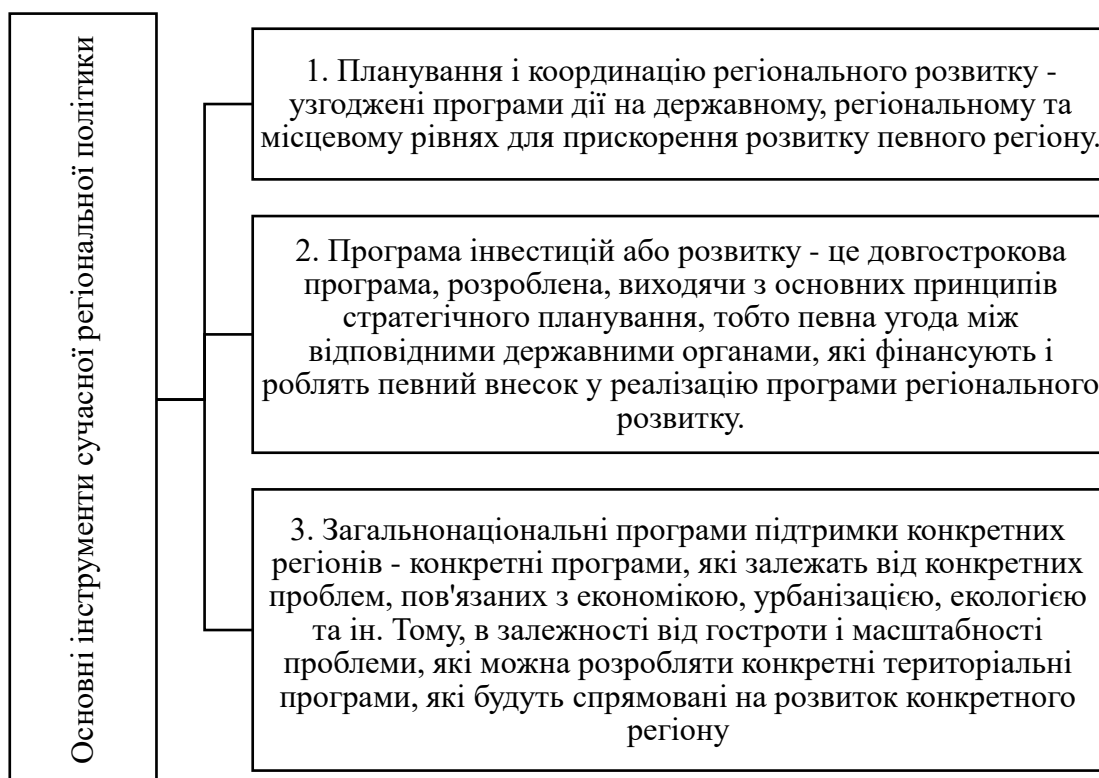 Основні інструменти сучасної регіональної політики
1. Планування і координацію регіонального розвитку -
узгоджені програми дії на державному, регіональному та
місцевому рівнях для прискорення розвитку певного регіону.
2. Програма інвестицій або розвитку - це довгострокова
програма, розроблена, виходячи з основних принципів
стратегічного планування, тобто певна угода між
відповідними державними органами, які фінансують і
роблять певний внесок у реалізацію програми регіонального
розвитку.
3. Загальнонаціональні програми підтримки конкретних
регіонів - конкретні програми, які залежать від конкретних
проблем, пов'язаних з економікою, урбанізацією, екологією
та ін. Тому, в залежності від гостроти і масштабності
проблеми, які можна розробляти конкретні територіальні
програми, які будуть спрямовані на розвиток конкретного
регіону